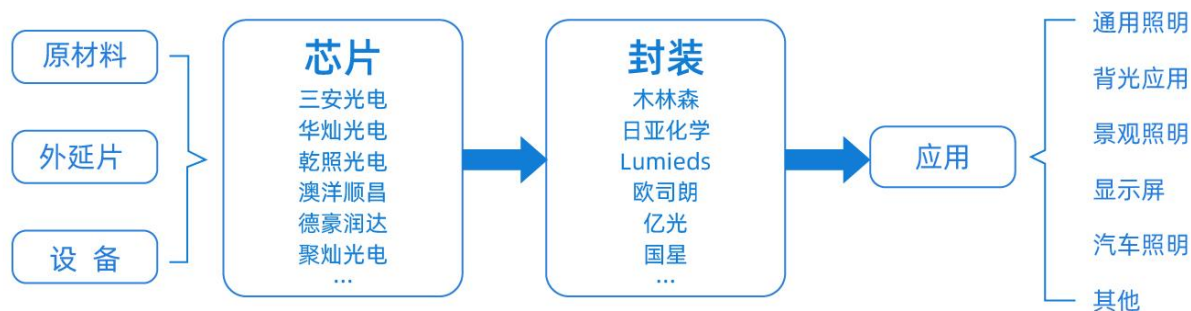 原材料
外延片
设 备
芯片
三安光电
华灿光电
乾照光电
澳洋顺昌
德豪润达
聚灿光电
...
封装
木林森
日亚化学
Lumieds
欧司朗
亿光
国星
...
应用
通用照明
背光应用
景观照明
显示屏
汽车照明
其他